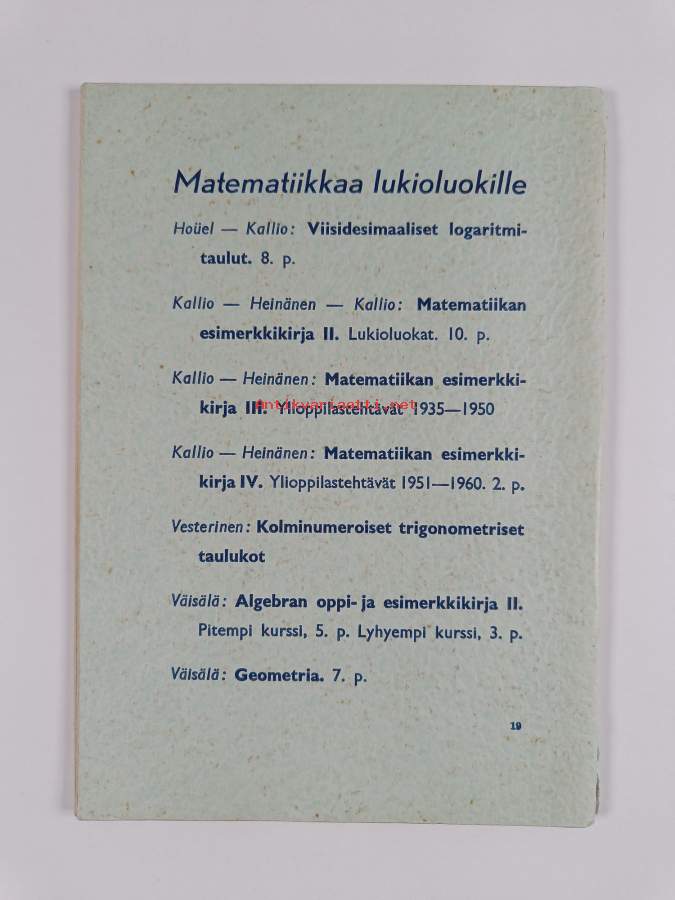 Matematiikkaa lukioluokille
Hoüel — Kallio: Viisidesimaaliset logaritmi-
taulut. 8. p.
Kallio — Heinänen — Kallio: Matematiikan
esimerkkikirja II. Lukioluokat. 10. p.
Kallio — Heinänen: Matematiikan esimerkki-
kirja III. Ylioppilastehtävät 1935—1950
Antikvariaatti.net
Kallio — Heinänen: Matematiikan esimerkki-
kirja IV. Ylioppilastehtävät 1951—1960. 2. p.
Vesterinen: Kolminumeroiset trigonometriset
taulukot
Väisälä: Algebran oppi- ja esimerkkikirja II.
Pitempi kurssi, 5. p. Lyhyempi kurssi, 3. p.
Väisälä: Geometria. 7. p.
19